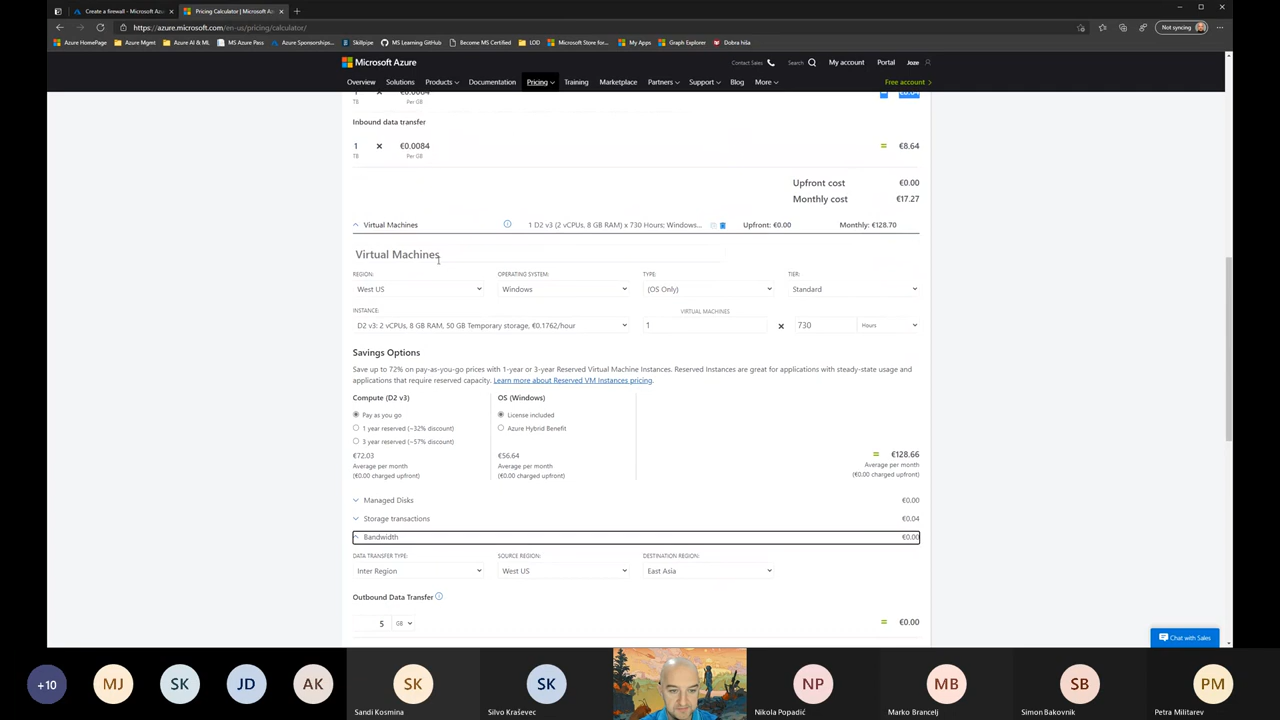 Create a firewall - Microsoft Azure
Pricing Calculator | Microsoft Az
https://azure.microsoft.com/en-us/pricing/calculator/
Not syncing
Azure HomePage
Azure Mgmt
Azure AI & ML
MS Azure Pass
Azure Sponsorships...
Skillpipe
MS Learning GitHub
Become MS Certified
LOD
Microsoft Store for...
My Apps
Graph Explorer
Dobra hiša
Microsoft Azure
Contact Sales
Search
My account
Portal
Joze
Overview
Solutions
Products
Documentation
Pricing
Training
Marketplace
Partners
Support
Blog
More
Free account
TB
Per GB
Inbound data transfer
1 × €0.0084 = €8.64
TB Per GB
Upfront cost €0.00
Monthly cost €17.27
Virtual Machines 1 D2 v3 (2 vCPUs, 8 GB RAM) x 730 Hours; Windows... Upfront: €0.00 Monthly: €128.70
Virtual Machines
REGION: OPERATING SYSTEM: TYPE: TIER:
West US Windows (OS Only) Standard
INSTANCE: VIRTUAL MACHINES
D2 v3: 2 vCPUs, 8 GB RAM, 50 GB Temporary storage, €0.1762/hour 1 × 730 Hours
Savings Options
Save up to 72% on pay-as-you-go prices with 1-year or 3-year Reserved Virtual Machine Instances. Reserved Instances are great for applications with steady-state usage and
applications that require reserved capacity. Learn more about Reserved VM Instances pricing.
Compute (D2 v3) OS (Windows)
Pay as you go License included
1 year reserved (~32% discount) Azure Hybrid Benefit
3 year reserved (~57% discount)
€72.03 €56.64 = €128.66
Average per month Average per month Average per month
(€0.00 charged upfront) (€0.00 charged upfront) (€0.00 charged upfront)
Managed Disks €0.00
Storage transactions €0.04
Bandwidth €0.00
DATA TRANSFER TYPE: SOURCE REGION: DESTINATION REGION:
Inter Region West US East Asia
Outbound Data Transfer
5 GB = €0.00
Chat with Sales
+10
MJ
SK
JD
AK
SK
Sandi Kosmina
SK
Silvo Kraševec
NP
Nikola Popadić
MB
Marko Brancelj
SB
Simon Bakovnik
PM
Petra Militarev